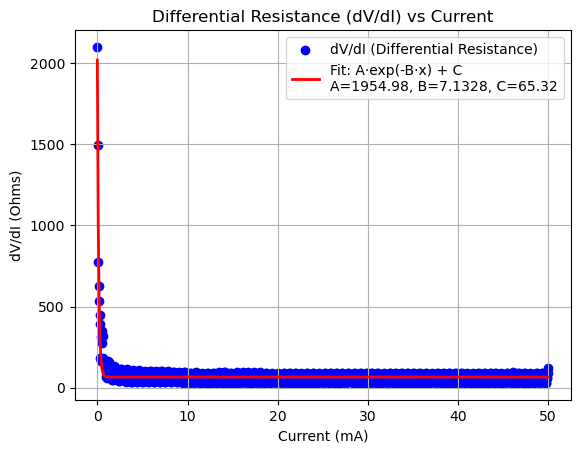 Differential Resistance (dV/dI) vs Current
dV/dI (Differential Resistance)
Fit: A·exp(-B·x) + C
A=1954.98, B=7.1328, C=65.32
dV/dI (Ohms)
2000
1500
1000
500
0
0 10 20 30 40 50
Current (mA)